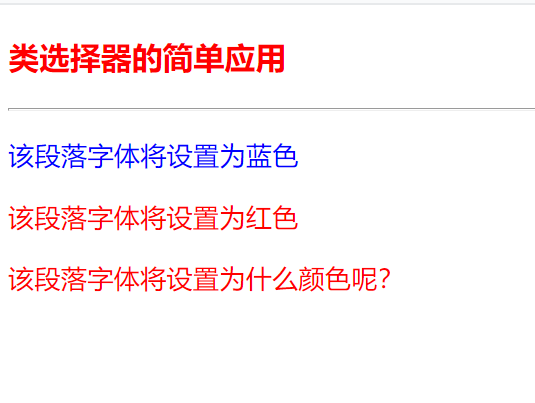 类选择器的简单应用
该段落字体将设置为蓝色
该段落字体将设置为红色
该段落字体将设置为什么颜色呢?